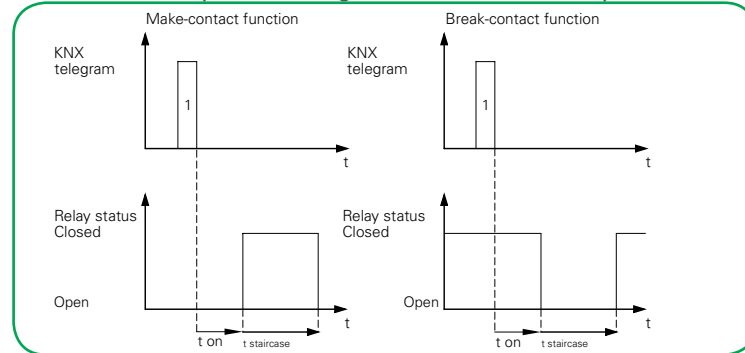 Make-contact function
KNX
telegram
1
t
Relay status
Closed
Open
t
t on
t staircase
Break-contact function
KNX
telegram
1
t
Relay status
Closed
Open
t
t on
t staircase